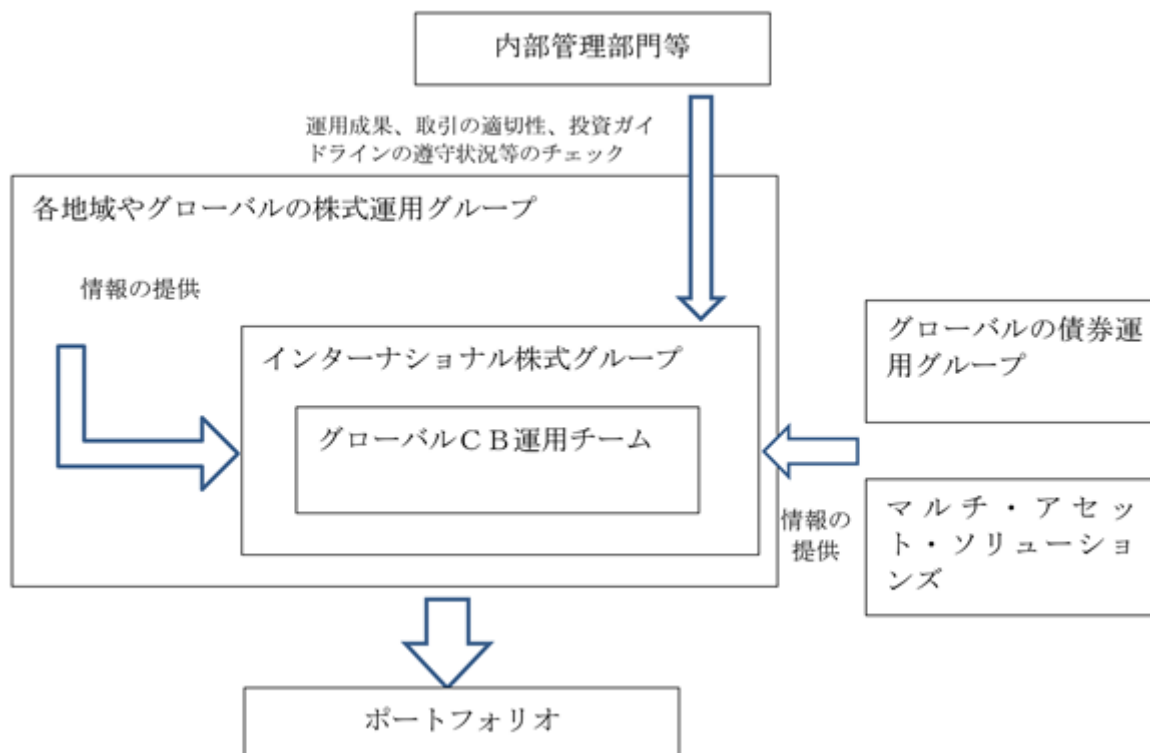 内部管理部門等
運用成果、取引の適切性、投資ガイ
ドラインの遵守状況等のチェック
各地域やグローバルの株式運用グループ
情報の提供
インターナショナル株式グループ
グローバルＣＢ運用チーム
グローバルの債券運
用グループ
情報の
提供
マルチ・アセッ
ト・ソリューショ
ンズ
ポートフォリオ